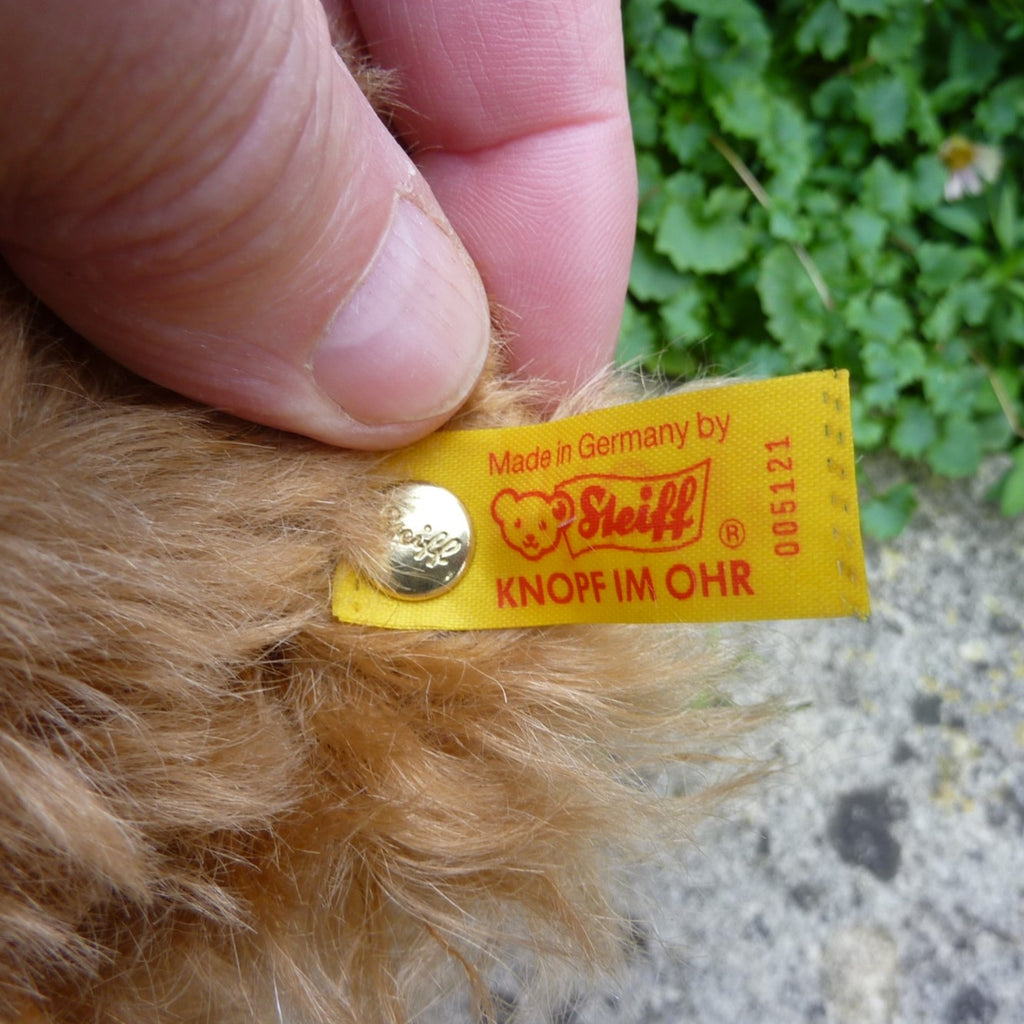 Made in Germany by
Steiff ®
KNOPF IM OHR
005121
Steiff